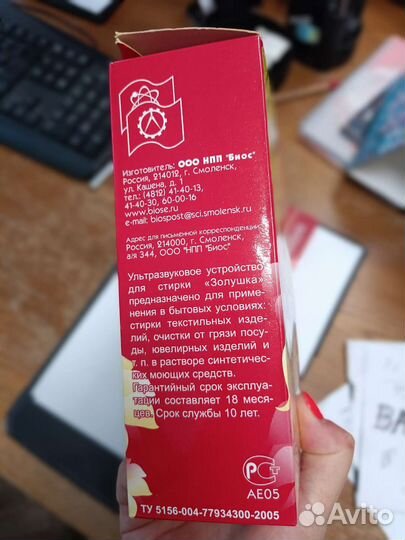 Изготовитель: ООО НПП "Биос"
Россия, 214012, г. Смоленск,
ул. Кашена, д. 1
тел.: (4812) 41-40-13,
41-40-30, 60-00-16
www.biose.ru
e-mail: biospost@sci.smolensk.ru
Адрес для письменной корреспонденции:
Россия, 214000, г. Смоленск,
а/я 344, ООО "НПП "Биос"
Ультразвуковое устройство
для стирки «Золушка»
предназначено для приме-
нения в бытовых условиях:
стирки текстильных изде-
лий, очистки от грязи посу-
ды, ювелирных изделий и
т. п. в растворе синтетичес-
ких моющих средств.
Гарантийный срок эксплуа-
тации составляет 18 меся-
цев. Срок службы 10 лет.
АЕ05
ТУ 5156-004-77934300-2005
Avito